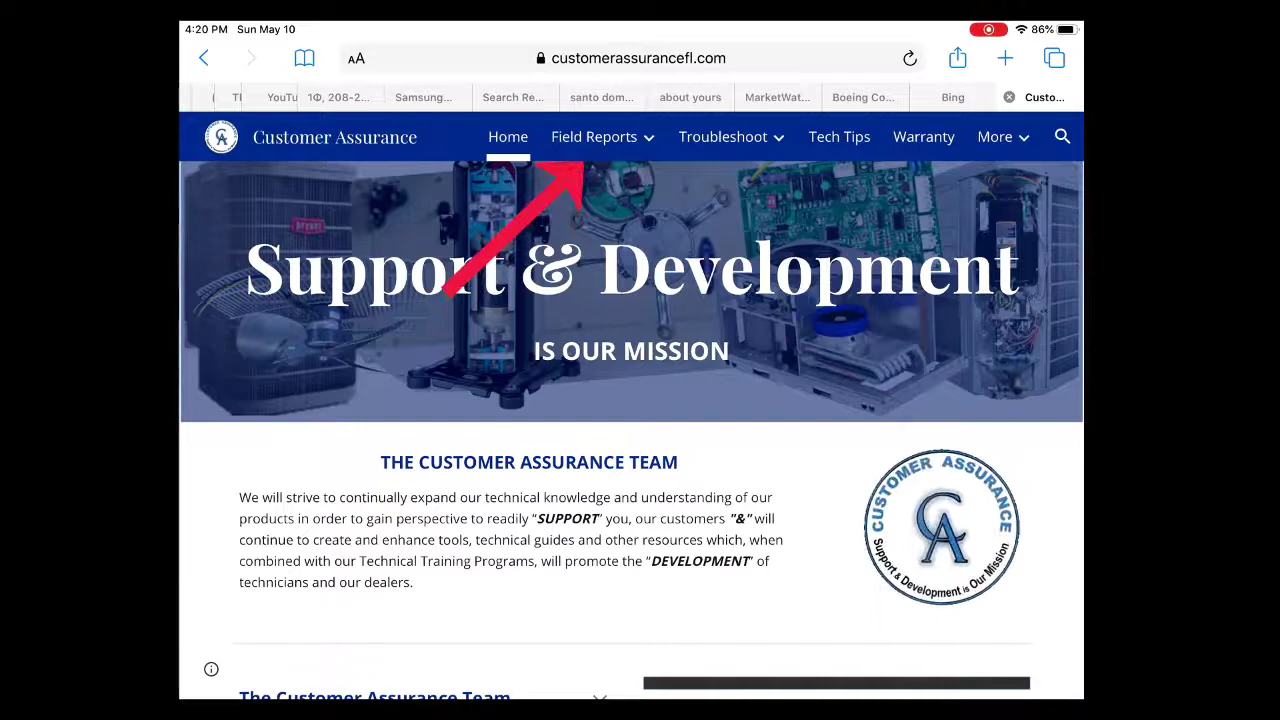 4:20 PM Sun May 10
86%
AA
customerassurancefl.com
YouTu
1Φ, 208-2...
Samsung...
Search Re...
santo dom...
about yours
MarketWat...
Boeing Co...
Bing
Custo...
CA
Customer Assurance
Home
Field Reports
Troubleshoot
Tech Tips
Warranty
More
Support & Development
IS OUR MISSION
THE CUSTOMER ASSURANCE TEAM
We will strive to continually expand our technical knowledge and understanding of our
products in order to gain perspective to readily "SUPPORT" you, our customers "&" will
continue to create and enhance tools, technical guides and other resources which, when
combined with our Technical Training Programs, will promote the "DEVELOPMENT" of
technicians and our dealers.
CUSTOMER ASSURANCE
CA
Support & Development is Our Mission
The Customer Assurance Team